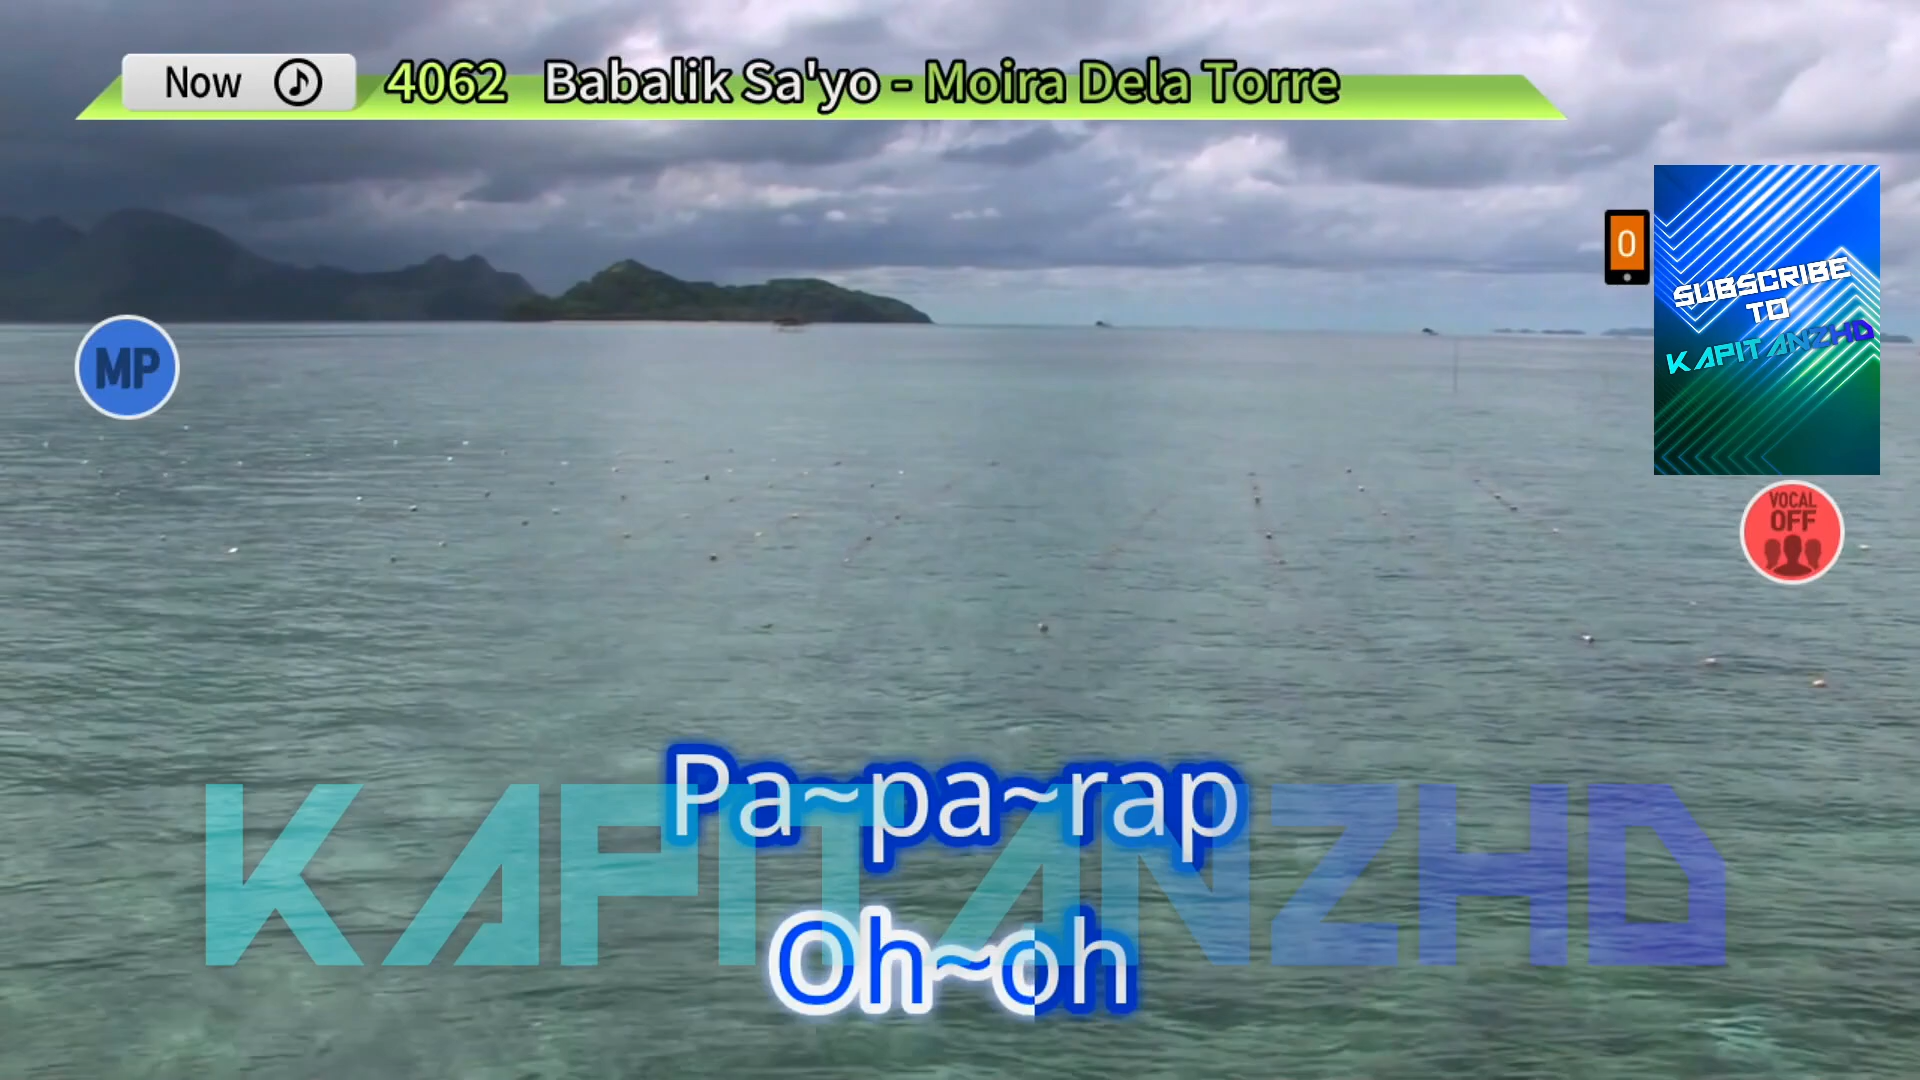 Now 4062 Babalik Sa'yo - Moira Dela Torre
0
SUBSCRIBE
TO
KAPITANZHD
MP
VOCAL
OFF
Pa~pa~rap
KAPITANZHD
Oh~oh